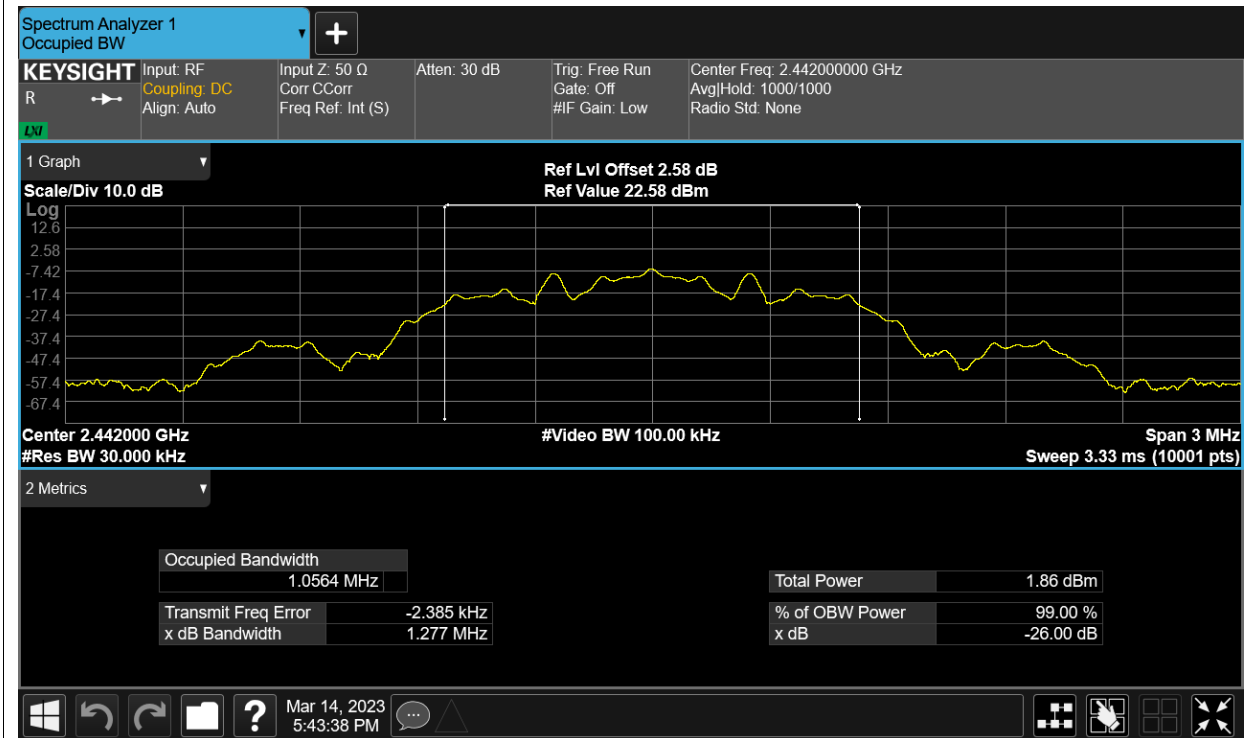 Spectrum Analyzer 1
Occupied BW
KEYSIGHT
R
LXI
Input: RF
Coupling: DC
Align: Auto
Input Z: 50 Ω
Corr CCorr
Freq Ref: Int (S)
Atten: 30 dB
Trig: Free Run
Gate: Off
#IF Gain: Low
Center Freq: 2.442000000 GHz
Avg|Hold: 1000/1000
Radio Std: None
1 Graph
Scale/Div 10.0 dB
Ref Lvl Offset 2.58 dB
Ref Value 22.58 dBm
Log
12.6
2.58
-7.42
-17.4
-27.4
-37.4
-47.4
-57.4
-67.4
Center 2.442000 GHz
#Video BW 100.00 kHz
Span 3 MHz
#Res BW 30.000 kHz
Sweep 3.33 ms (10001 pts)
2 Metrics
Occupied Bandwidth
1.0564 MHz
Total Power 1.86 dBm
Transmit Freq Error -2.385 kHz
% of OBW Power 99.00 %
x dB Bandwidth 1.277 MHz
x dB -26.00 dB
?
Mar 14, 2023
5:43:38 PM